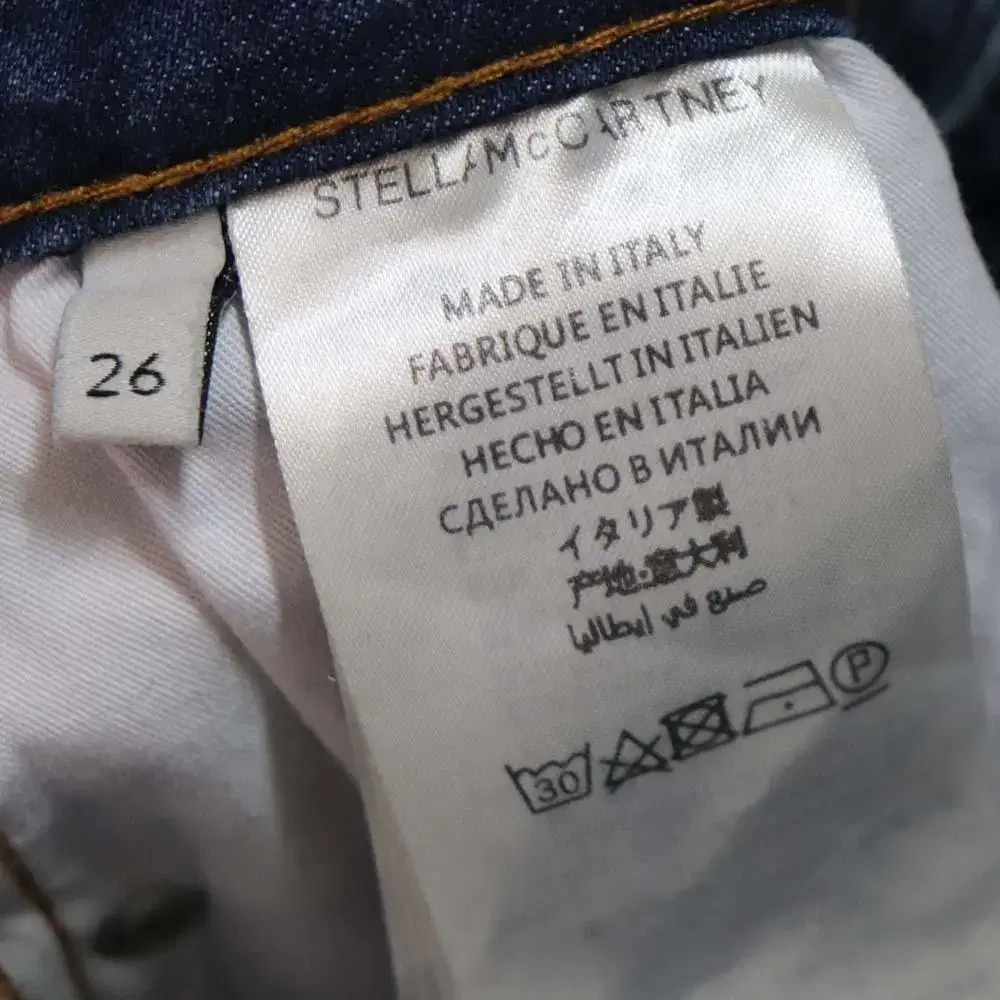 STELLA McCARTNEY
MADE IN ITALY
FABRIQUE EN ITALIE
HERGESTELLT IN ITALIEN
HECHO EN ITALIA
СДЕЛАНО В ИТАЛИИ
イタリア製
产地:意大利
صنع في ايطاليا
26
30
P